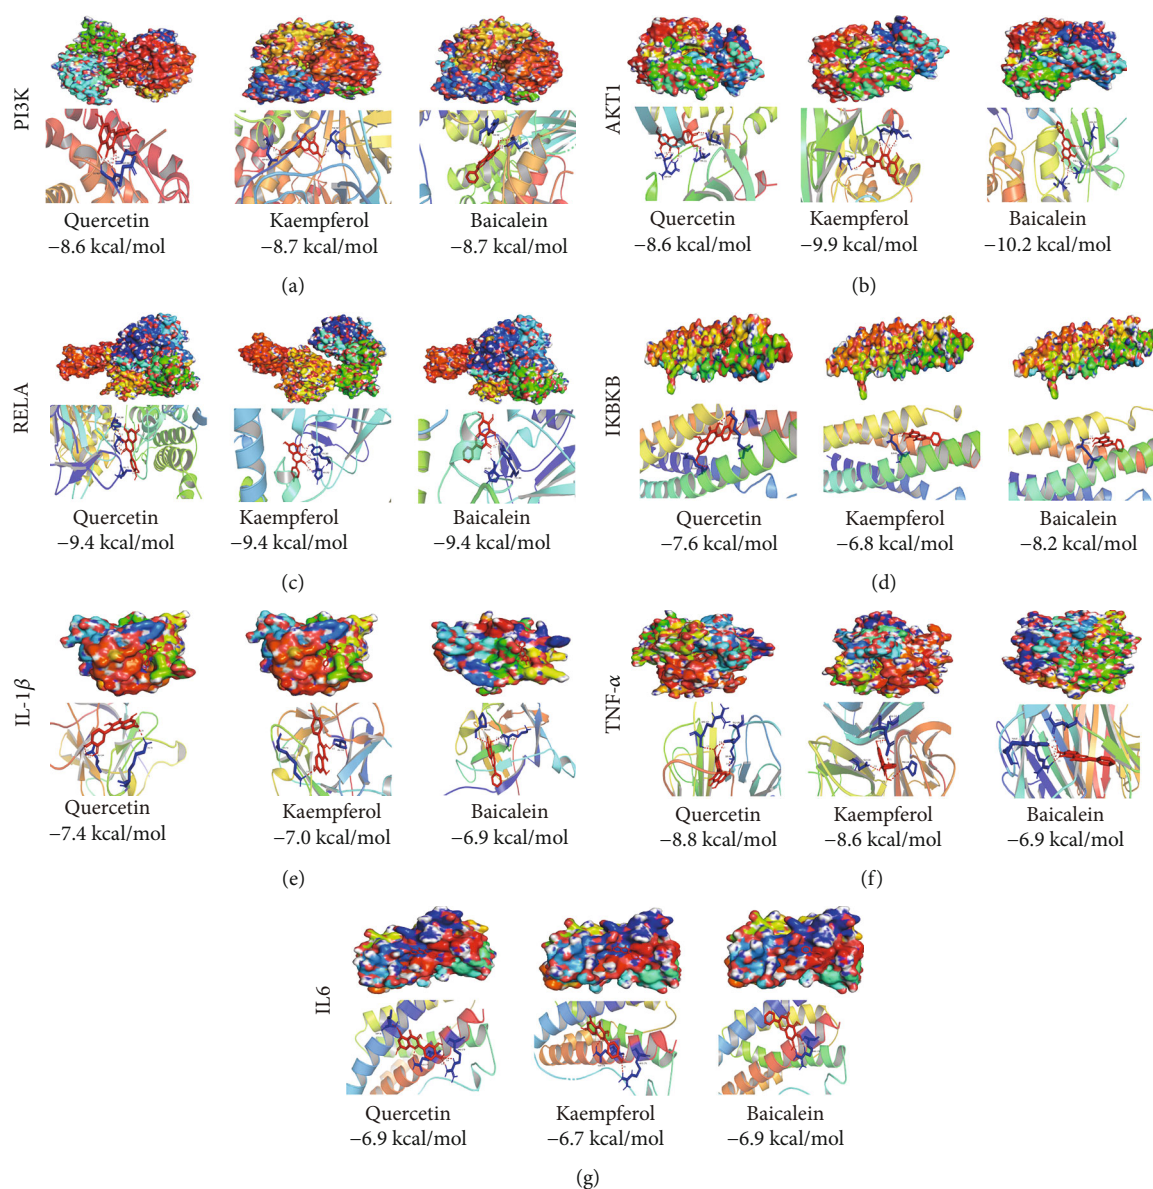 PI3K
Quercetin
−8.6 kcal/mol
Kaempferol
−8.7 kcal/mol
Baicalein
−8.7 kcal/mol
(a)
AKT1
Quercetin
−8.6 kcal/mol
Kaempferol
−9.9 kcal/mol
Baicalein
−10.2 kcal/mol
(b)
RELA
Quercetin
−9.4 kcal/mol
Kaempferol
−9.4 kcal/mol
Baicalein
−9.4 kcal/mol
(c)
IKBKB
Quercetin
−7.6 kcal/mol
Kaempferol
−6.8 kcal/mol
Baicalein
−8.2 kcal/mol
(d)
IL-1β
Quercetin
−7.4 kcal/mol
Kaempferol
−7.0 kcal/mol
Baicalein
−6.9 kcal/mol
(e)
TNF-α
Quercetin
−8.8 kcal/mol
Kaempferol
−8.6 kcal/mol
Baicalein
−6.9 kcal/mol
(f)
IL6
Quercetin
−6.9 kcal/mol
Kaempferol
−6.7 kcal/mol
Baicalein
−6.9 kcal/mol
(g)